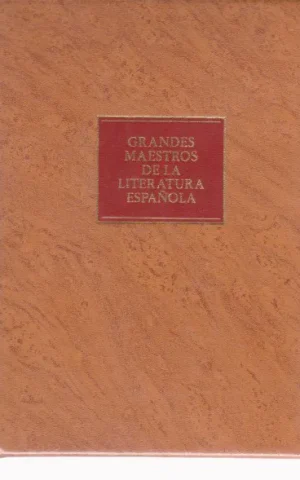 GRANDES
MAESTROS
DE LA
LITERATURA
ESPAÑOLA